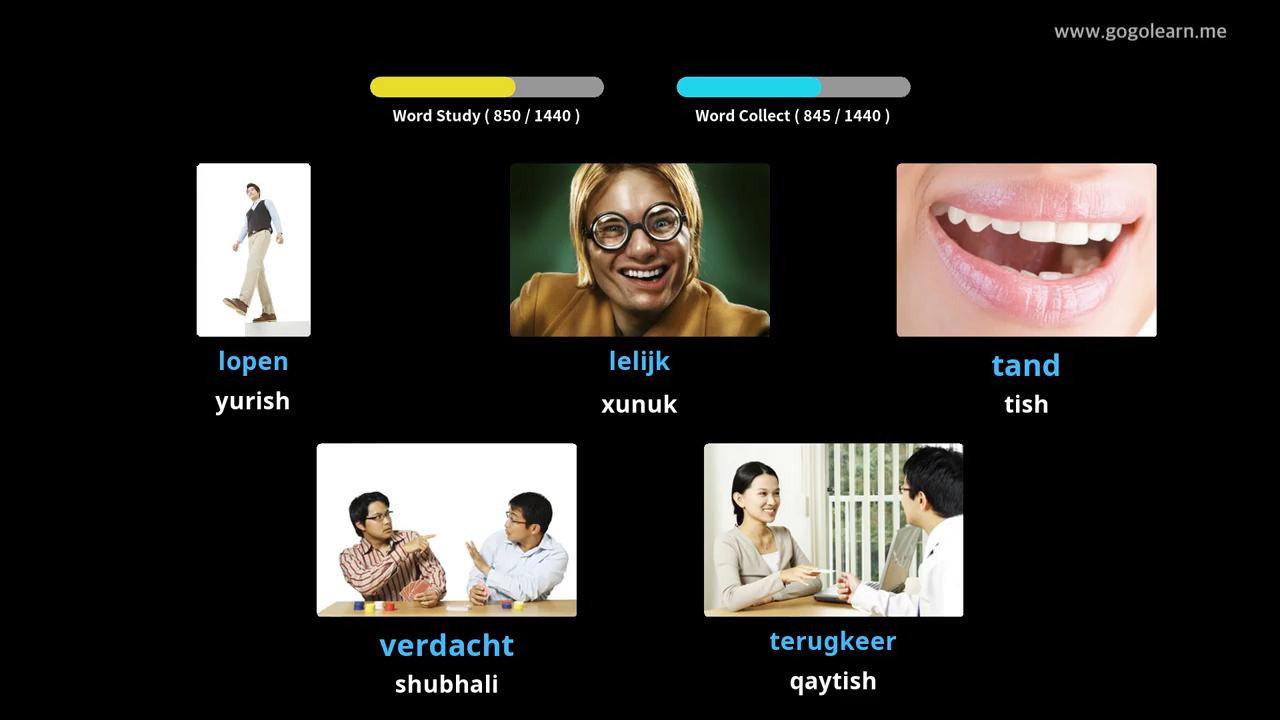 www.gogolearn.me
Word Study ( 850 / 1440 )
Word Collect ( 845 / 1440 )
lopen
yurish
lelijk
xunuk
tand
tish
verdacht
shubhali
terugkeer
qaytish